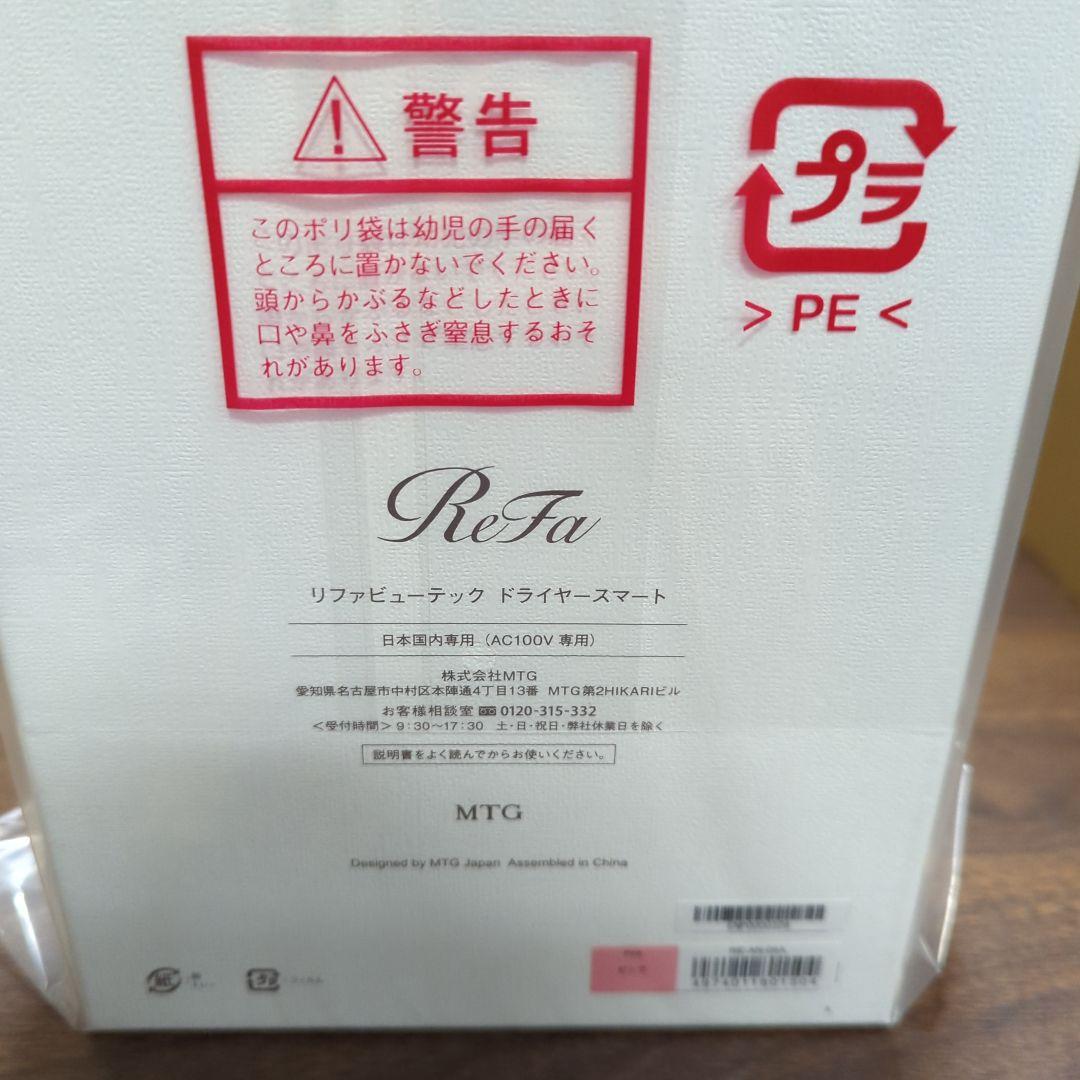 警告
このポリ袋は幼児の手の届く
ところに置かないでください。
頭からかぶるなどしたときに
口や鼻をふさぎ窒息するおそ
れがあります。
プラ
> PE <
ReFa
リファビューテック ドライヤースマート
日本国内専用（AC100V 専用）
株式会社MTG
愛知県名古屋市中村区本陣通4丁目13番 MTG第2HIKARIビル
お客様相談室 0120-315-332
＜受付時間＞9：30～17：30 土・日・祝日・弊社休業日を除く
説明書をよく読んでからお使いください。
MTG
Designed by MTG Japan Assembled in China
プラ